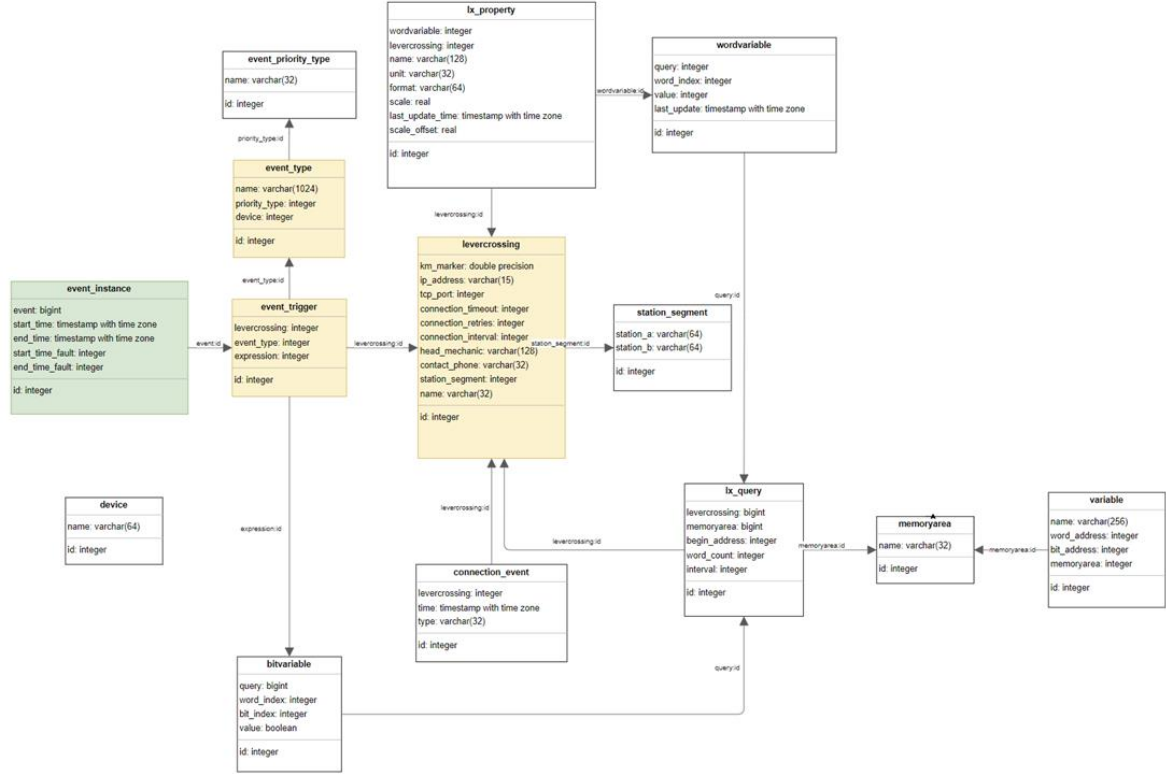 lx_property
wordvariable: integer
levercrossing: integer
name: varchar(128)
unit: varchar(32)
format: varchar(64)
scale: real
last_update_time: timestamp with time zone
scale_offset: real
id: integer
wordvariable:id
wordvariable
query: integer
word_index: integer
value: integer
last_update: timestamp with time zone
id: integer
event_priority_type
name: varchar(32)
id: integer
priority_type:id
event_type
name: varchar(1024)
priority_type: integer
device: integer
id: integer
event_type:id
levercrossing:id
query:id
event_instance
event: bigint
start_time: timestamp with time zone
end_time: timestamp with time zone
start_time_fault: integer
end_time_fault: integer
id: integer
event:id
event_trigger
levercrossing: integer
event_type: integer
expression: integer
id: integer
levercrossing:id
levercrossing
km_marker: double precision
ip_address: varchar(15)
tcp_port: integer
connection_timeout: integer
connection_retries: integer
connection_interval: integer
head_mechanic: varchar(128)
contact_phone: varchar(32)
station_segment: integer
name: varchar(32)
id: integer
station_segment:id
station_segment
station_a: varchar(64)
station_b: varchar(64)
id: integer
device
name: varchar(64)
id: integer
expression:id
levercrossing:id
levercrossing:id
connection_event
levercrossing: integer
time: timestamp with time zone
type: varchar(32)
id: integer
lx_query
levercrossing: bigint
memoryarea: bigint
begin_address: integer
word_count: integer
interval: integer
id: integer
memoryarea:id
memoryarea
name: varchar(32)
id: integer
memoryarea:id
variable
name: varchar(256)
word_address: integer
bit_address: integer
memoryarea: integer
id: integer
query:id
bitvariable
query: bigint
word_index: integer
bit_index: integer
value: boolean
id: integer